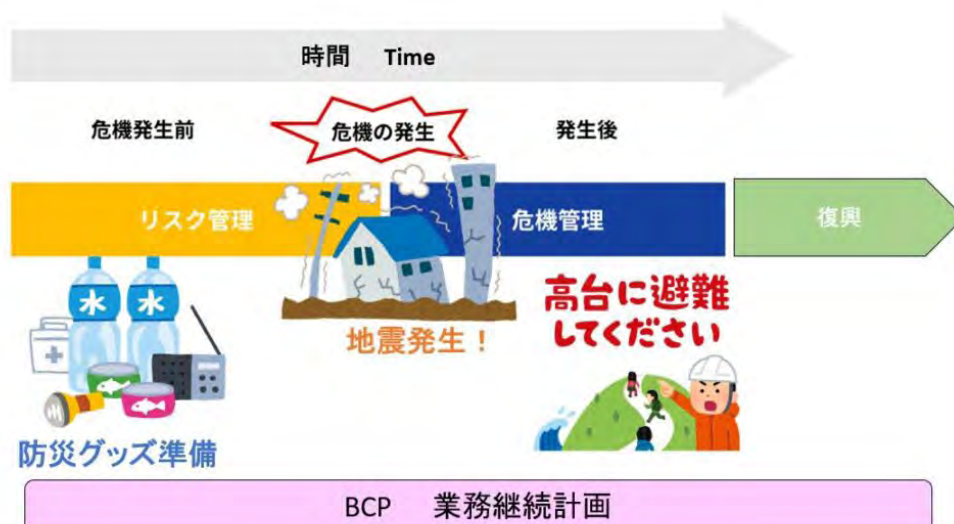 時間 Time
危機発生前
危機の発生
発生後
リスク管理
危機管理
復興
水 水
地震発生!
高台に避難
してください
防災グッズ準備
BCP 業務継続計画